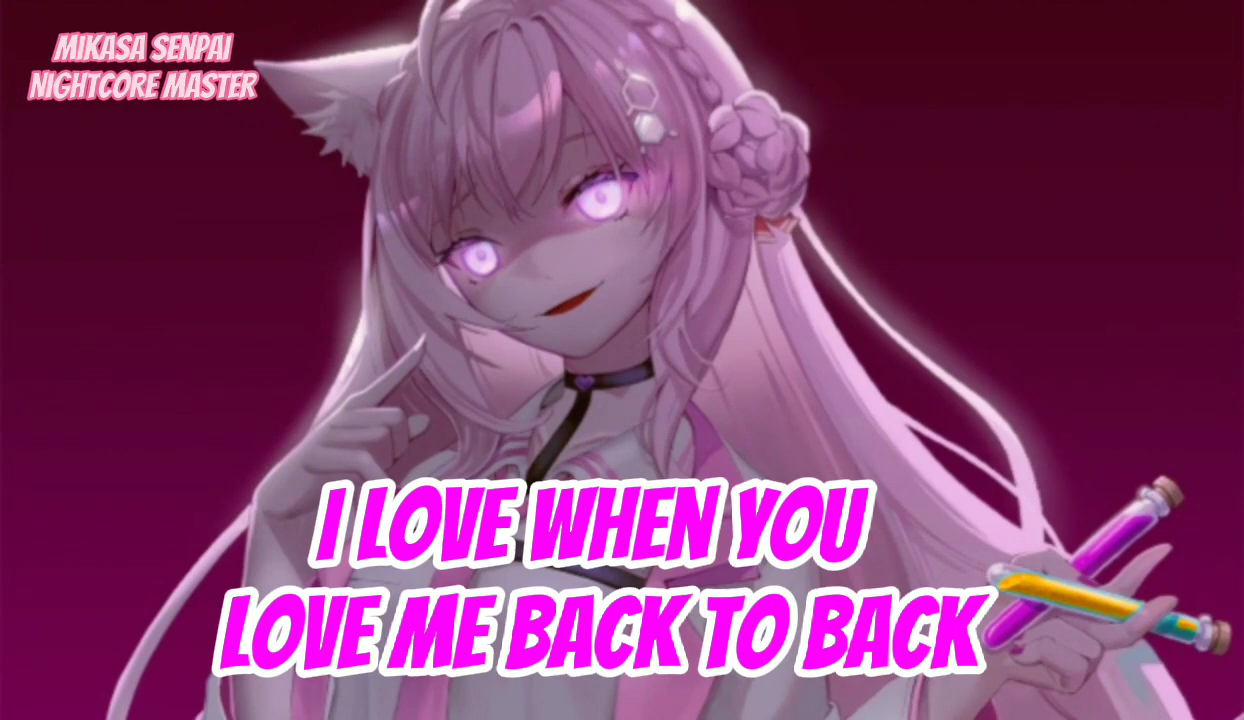 MIKASA SENPAI
NIGHTCORE MASTER
I LOVE WHEN YOU
LOVE ME BACK TO BACK